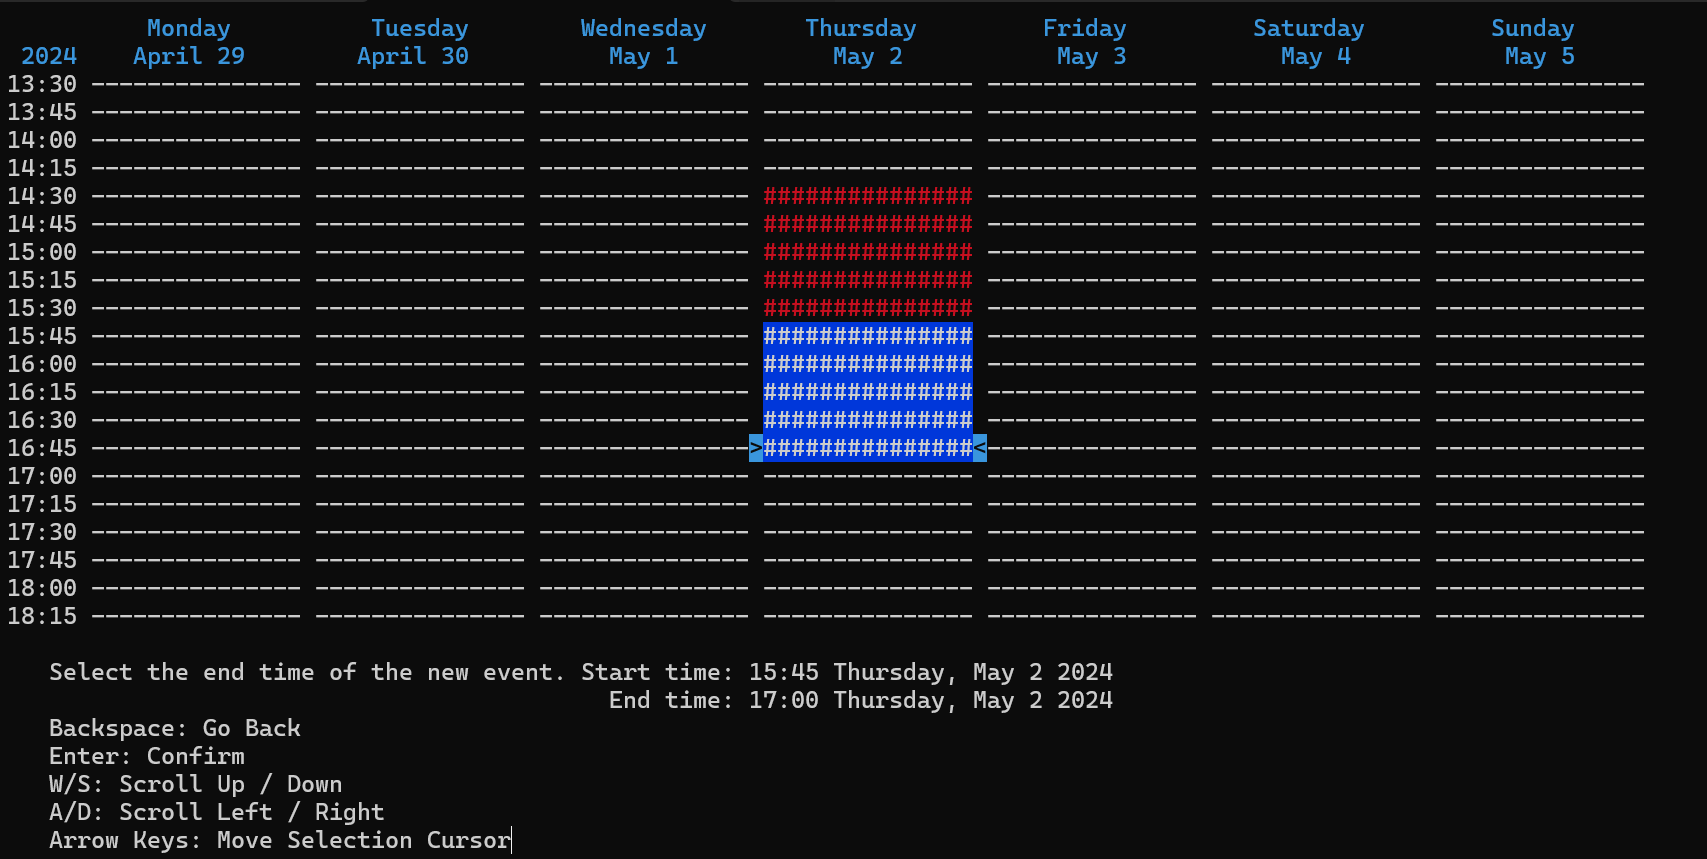 Monday Tuesday Wednesday Thursday Friday Saturday Sunday
2024 April 29 April 30 May 1 May 2 May 3 May 4 May 5
13:30 --------------- --------------- --------------- --------------- --------------- --------------- ---------------
13:45 --------------- --------------- --------------- --------------- --------------- --------------- ---------------
14:00 --------------- --------------- --------------- --------------- --------------- --------------- ---------------
14:15 --------------- --------------- --------------- --------------- --------------- --------------- ---------------
14:30 --------------- --------------- --------------- ############### --------------- --------------- ---------------
14:45 --------------- --------------- --------------- ############### --------------- --------------- ---------------
15:00 --------------- --------------- --------------- ############### --------------- --------------- ---------------
15:15 --------------- --------------- --------------- ############### --------------- --------------- ---------------
15:30 --------------- --------------- --------------- ############### --------------- --------------- ---------------
15:45 --------------- --------------- --------------- ############### --------------- --------------- ---------------
16:00 --------------- --------------- --------------- ############### --------------- --------------- ---------------
16:15 --------------- --------------- --------------- ############### --------------- --------------- ---------------
16:30 --------------- --------------- --------------- ############### --------------- --------------- ---------------
16:45 --------------- --------------- --------------->###############<--------------- --------------- ---------------
17:00 --------------- --------------- --------------- --------------- --------------- --------------- ---------------
17:15 --------------- --------------- --------------- --------------- --------------- --------------- ---------------
17:30 --------------- --------------- --------------- --------------- --------------- --------------- ---------------
17:45 --------------- --------------- --------------- --------------- --------------- --------------- ---------------
18:00 --------------- --------------- --------------- --------------- --------------- --------------- ---------------
18:15 --------------- --------------- --------------- --------------- --------------- --------------- ---------------
Select the end time of the new event. Start time: 15:45 Thursday, May 2 2024
End time: 17:00 Thursday, May 2 2024
Backspace: Go Back
Enter: Confirm
W/S: Scroll Up / Down
A/D: Scroll Left / Right
Arrow Keys: Move Selection Cursor